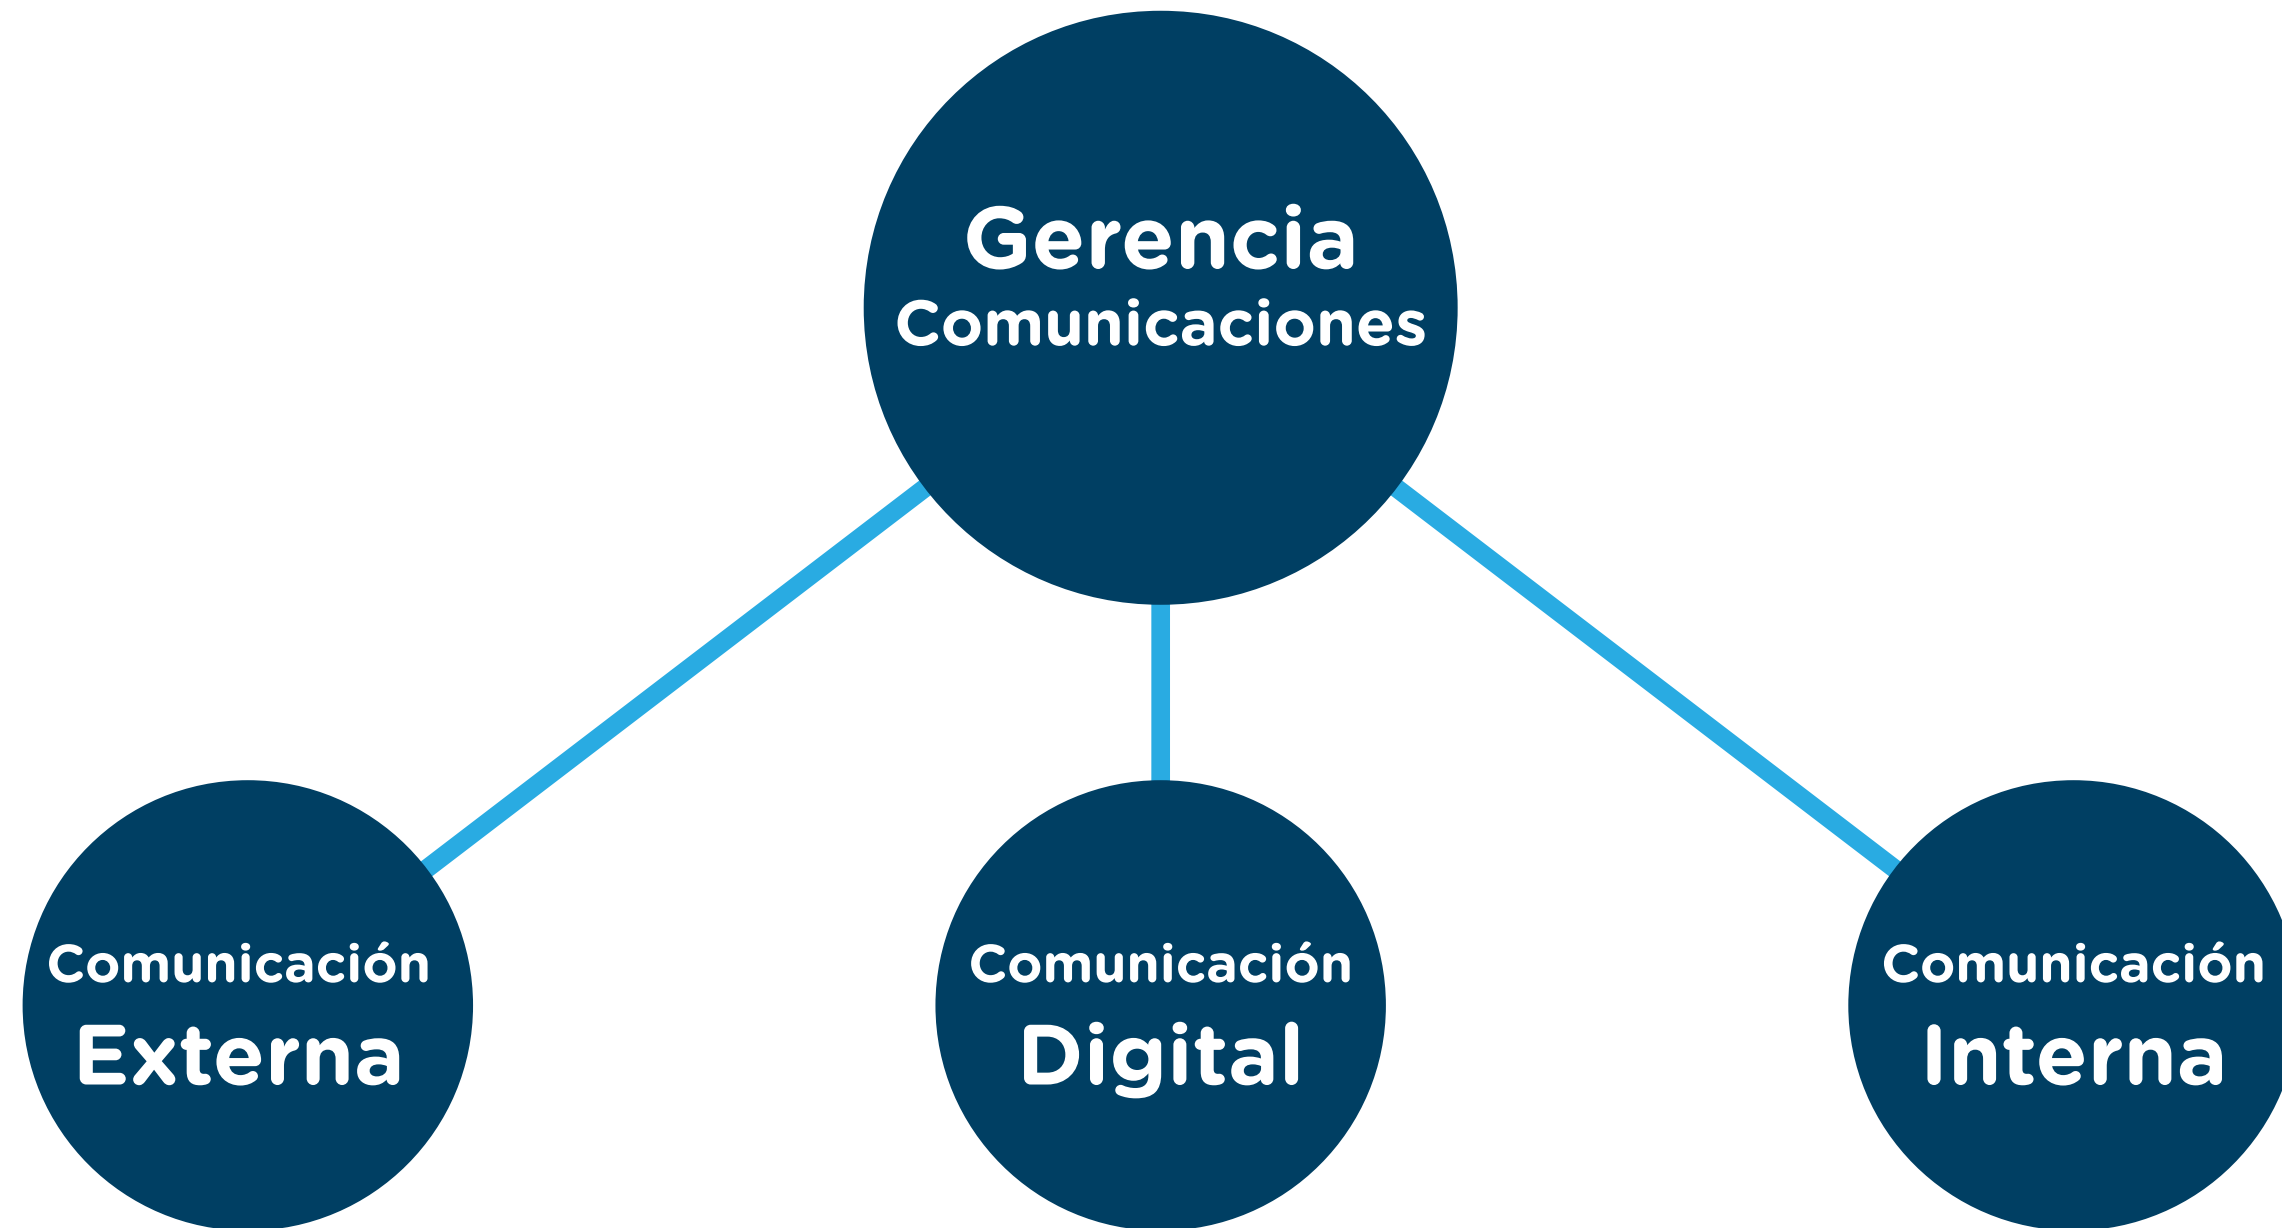 Gerencia
Comunicaciones
Comunicación
Externa
Comunicación
Digital
Comunicación
Interna